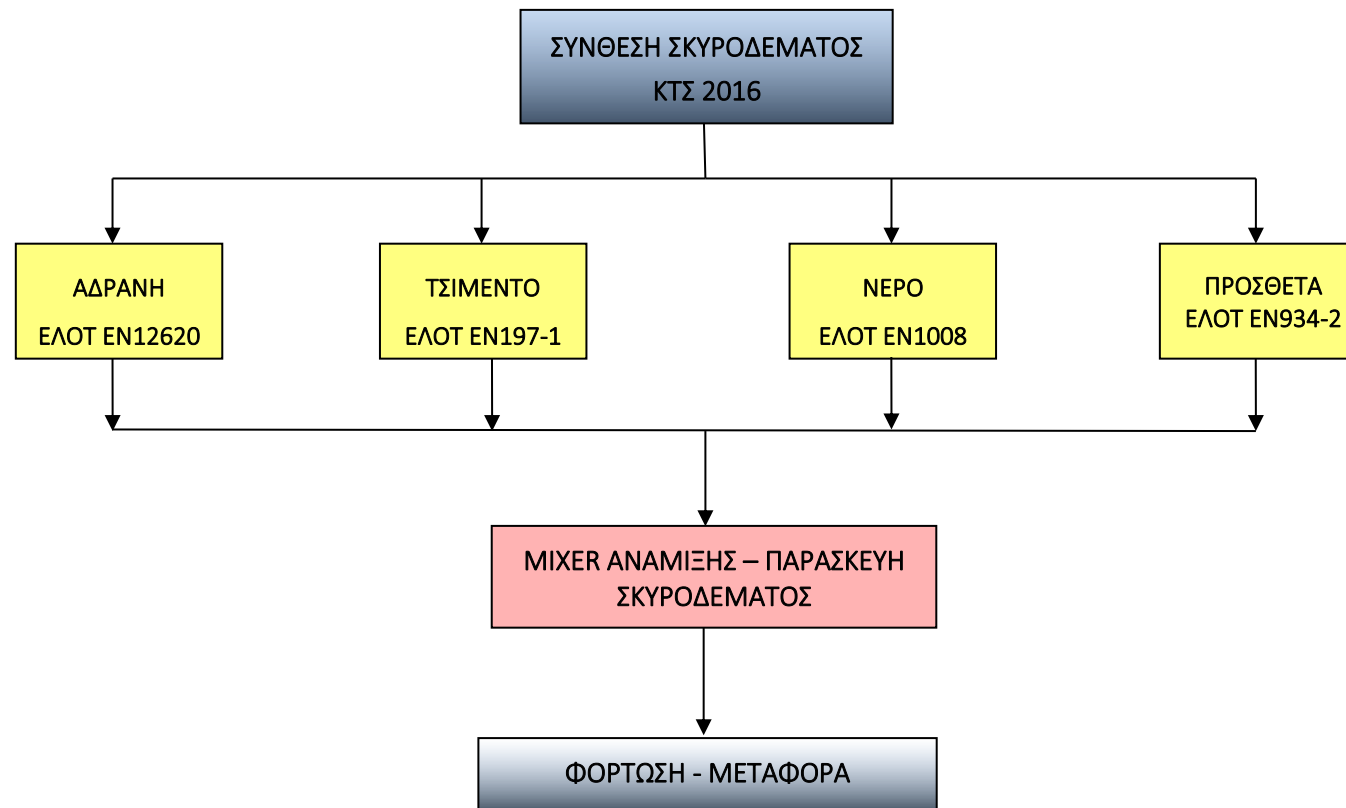 ΣΥΝΘΕΣΗ ΣΚΥΡΟΔΕΜΑΤΟΣ
ΚΤΣ 2016
ΑΔΡΑΝΗ
ΕΛΟΤ ΕΝ12620
ΤΣΙΜΕΝΤΟ
ΕΛΟΤ ΕΝ197-1
ΝΕΡΟ
ΕΛΟΤ ΕΝ1008
ΠΡΟΣΘΕΤΑ
ΕΛΟΤ ΕΝ934-2
MIXER ΑΝΑΜΙΞΗΣ – ΠΑΡΑΣΚΕΥΗ
ΣΚΥΡΟΔΕΜΑΤΟΣ
ΦΟΡΤΩΣΗ - ΜΕΤΑΦΟΡΑ